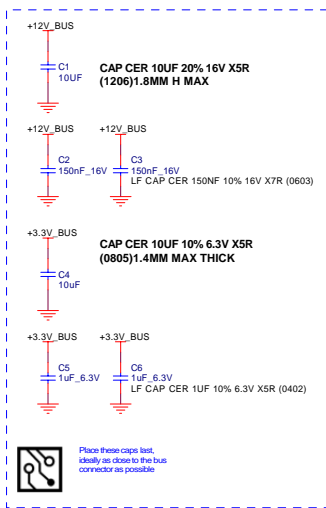 +12V_BUS
C1
10UF
CAP CER 10UF 20% 16V X5R
(1206)1.8MM H MAX
+12V_BUS +12V_BUS
C2 C3
150nF_16V 150nF_16V
LF CAP CER 150NF 10% 16V X7R (0603)
+3.3V_BUS
CAP CER 10UF 10% 6.3V X5R
(0805)1.4MM MAX THICK
C4
10uF
+3.3V_BUS +3.3V_BUS
C5 C6
1uF_6.3V 1uF_6.3V
LF CAP CER 1UF 10% 6.3V X5R (0402)
Place these caps last,
ideally as close to the bus
connector as possible